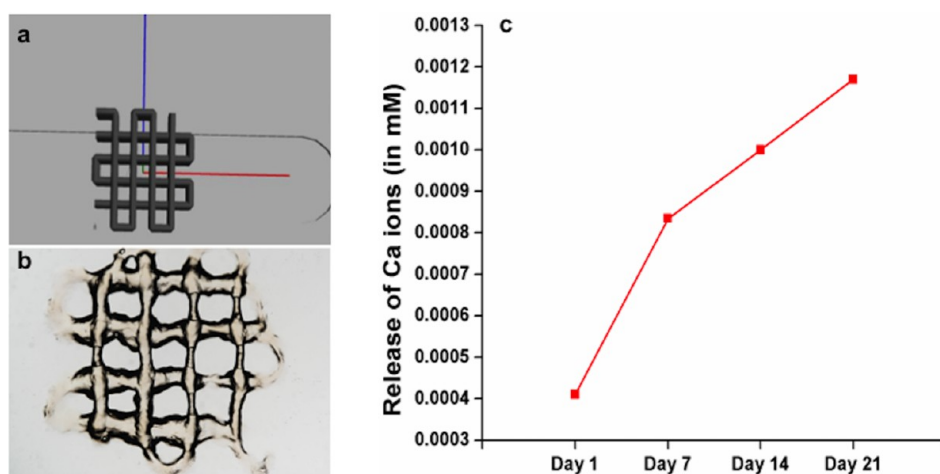 a
b
c
Release of Ca ions (in mM)
0.0013
0.0012
0.0011
0.0010
0.0009
0.0008
0.0007
0.0006
0.0005
0.0004
0.0003
Day 1 Day 7 Day 14 Day 21